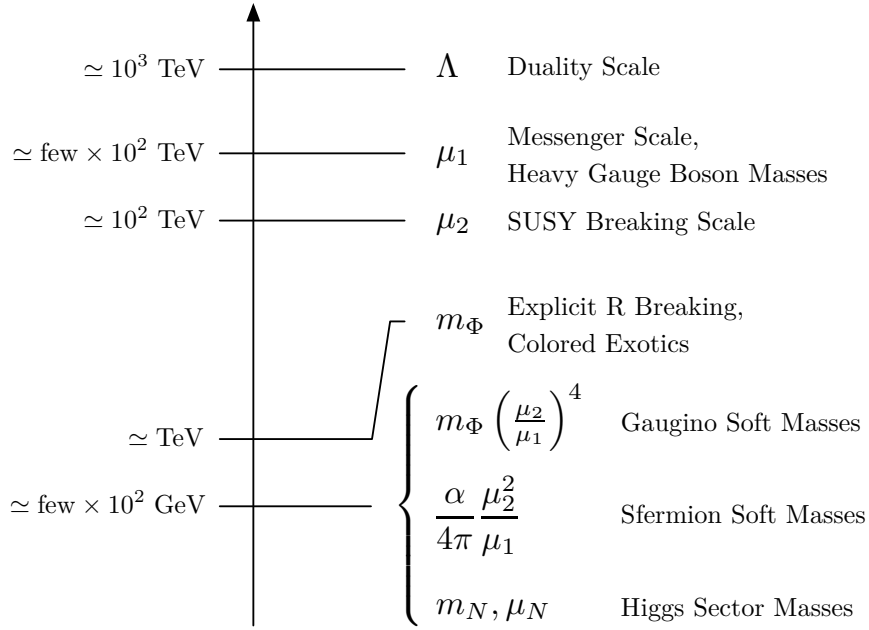 ≃ 10³ TeV Λ Duality Scale
≃ few × 10² TeV μ₁ Messenger Scale,
Heavy Gauge Boson Masses
≃ 10² TeV μ₂ SUSY Breaking Scale
m_Φ Explicit R Breaking,
Colored Exotics
≃ TeV m_Φ (μ₂/μ₁)⁴ Gaugino Soft Masses
≃ few × 10² GeV α/4π μ₂²/μ₁ Sfermion Soft Masses
m_N, μ_N Higgs Sector Masses